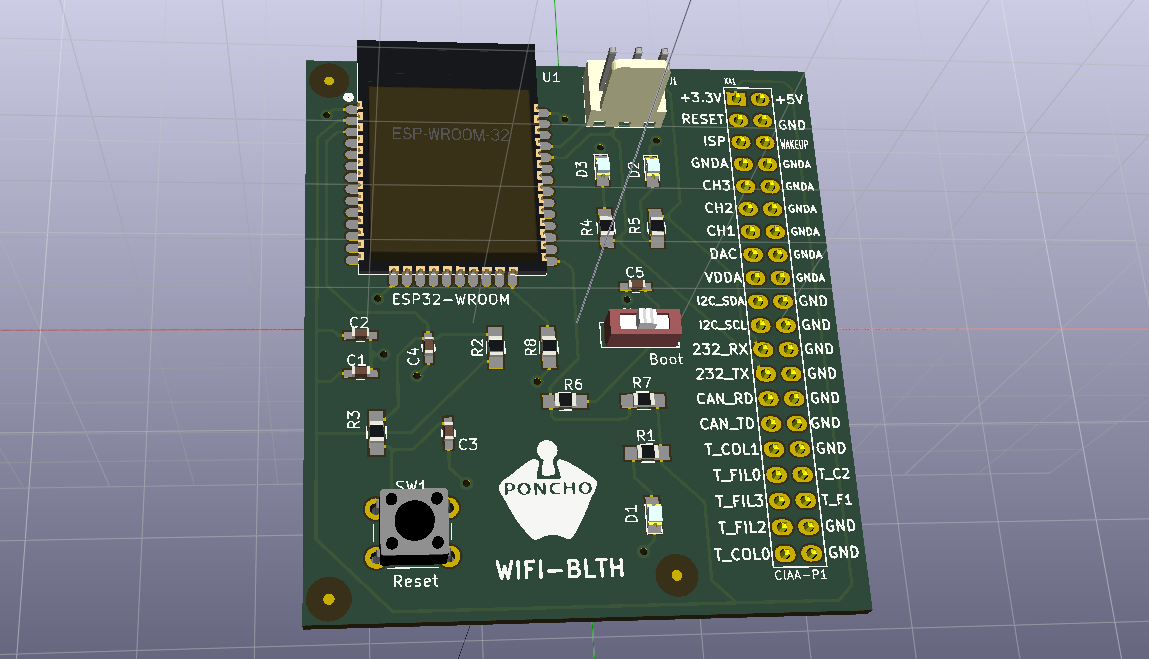 U1
J1
XA1
ESP-WROOM-32
+3.3V +5V
RESET GND
ISP WAKEUP
GNDA GNDA
CH3 GNDA
CH2 GNDA
CH1 GNDA
DAC GNDA
VDDA GNDA
I2C_SDA GND
I2C_SCL GND
232_RX GND
232_TX GND
CAN_RD GND
CAN_TD GND
T_COL1 GND
T_FIL0 T_C2
T_FIL3 T_F1
T_FIL2 GND
T_COL0 GND
CIAA-P1
D3 D2
R4 R5
C5
ESP32-WROOM
Boot
C2
C1
C4
R2
R8
R6
R7
R3
C3
R1
PONCHO
D1
SW1
Reset
WIFI-BLTH